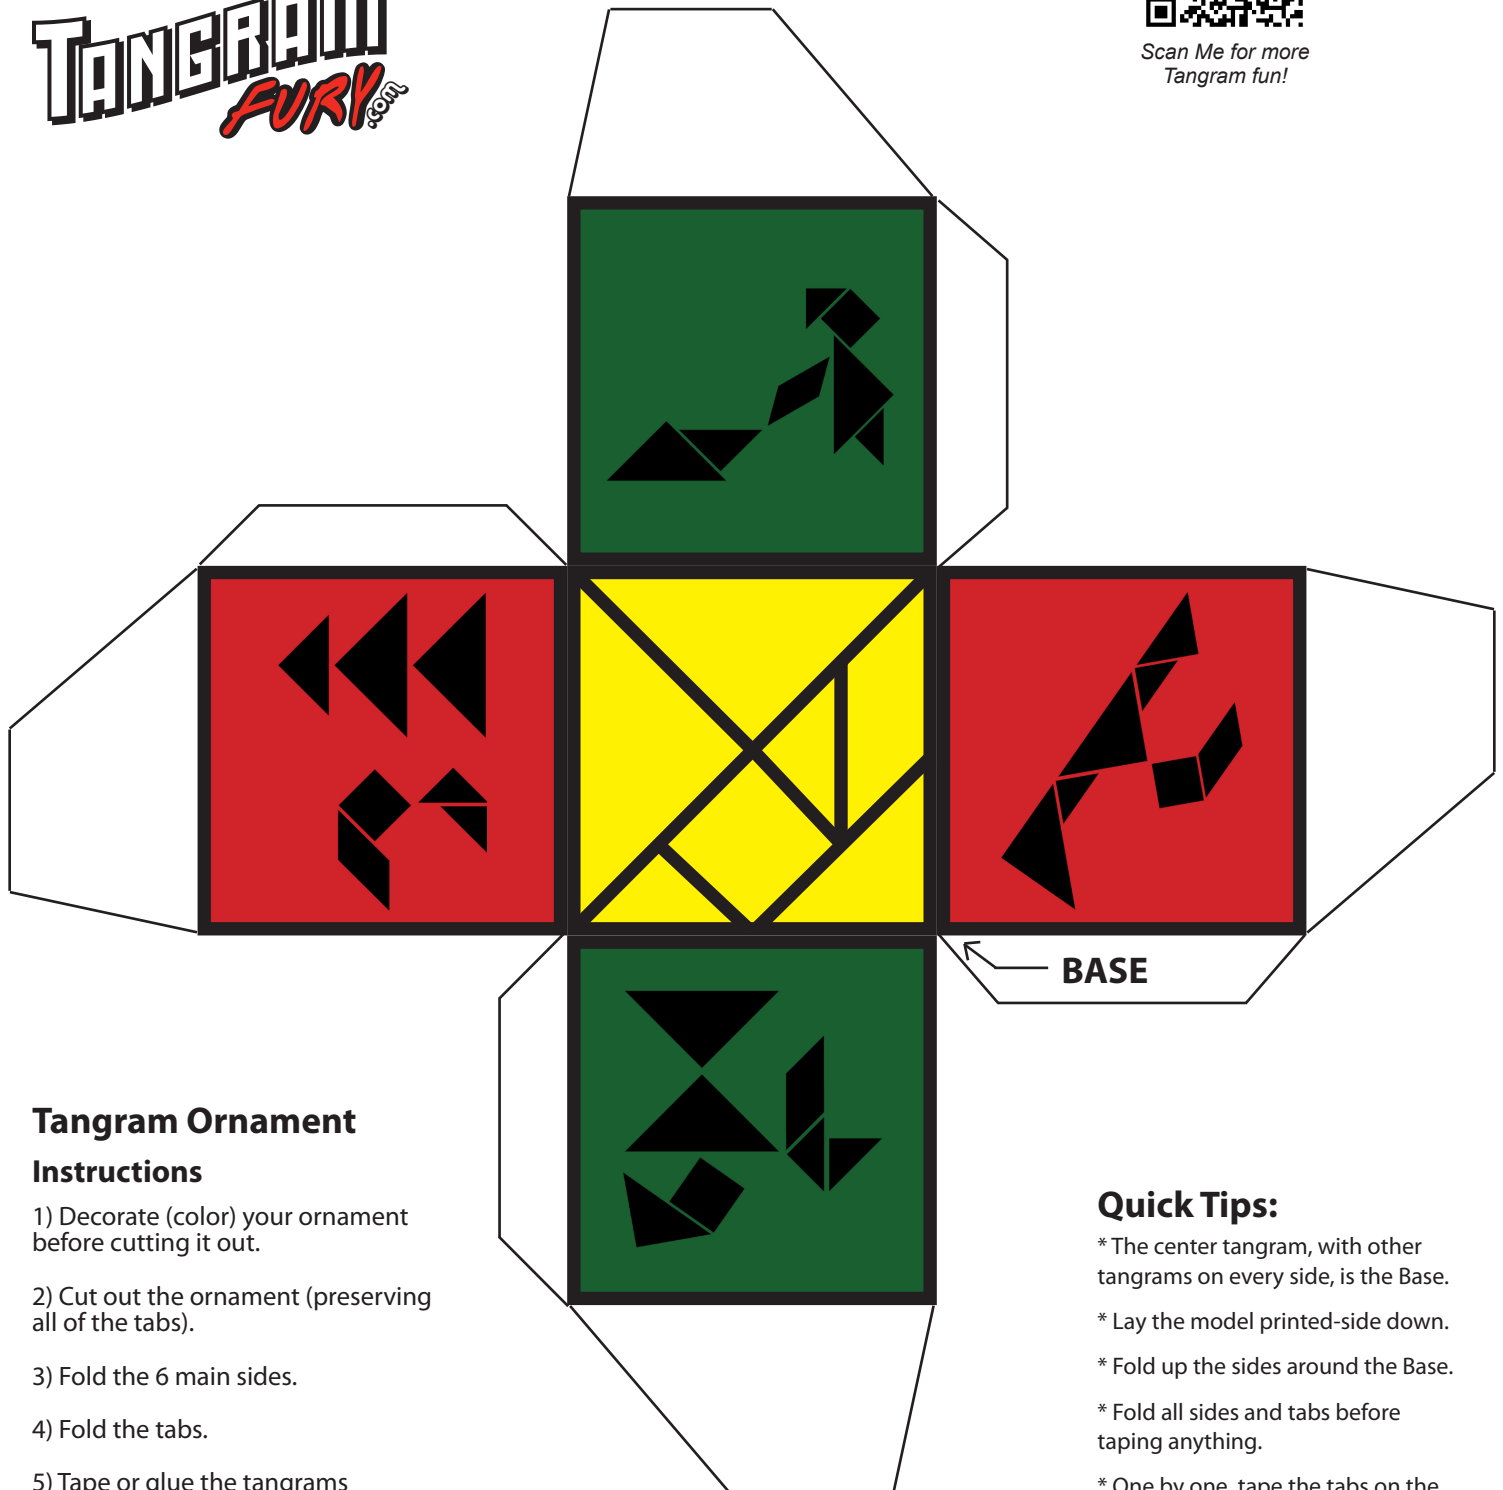 TANGRAM
FURY.com
Scan Me for more
Tangram fun!
BASE
Tangram Ornament
Instructions
1) Decorate (color) your ornament
before cutting it out.
2) Cut out the ornament (preserving
all of the tabs).
3) Fold the 6 main sides.
4) Fold the tabs.
5) Tape or glue the tangrams
Quick Tips:
* The center tangram, with other
tangrams on every side, is the Base.
* Lay the model printed-side down.
* Fold up the sides around the Base.
* Fold all sides and tabs before
taping anything.
* One by one, tape the tabs on the